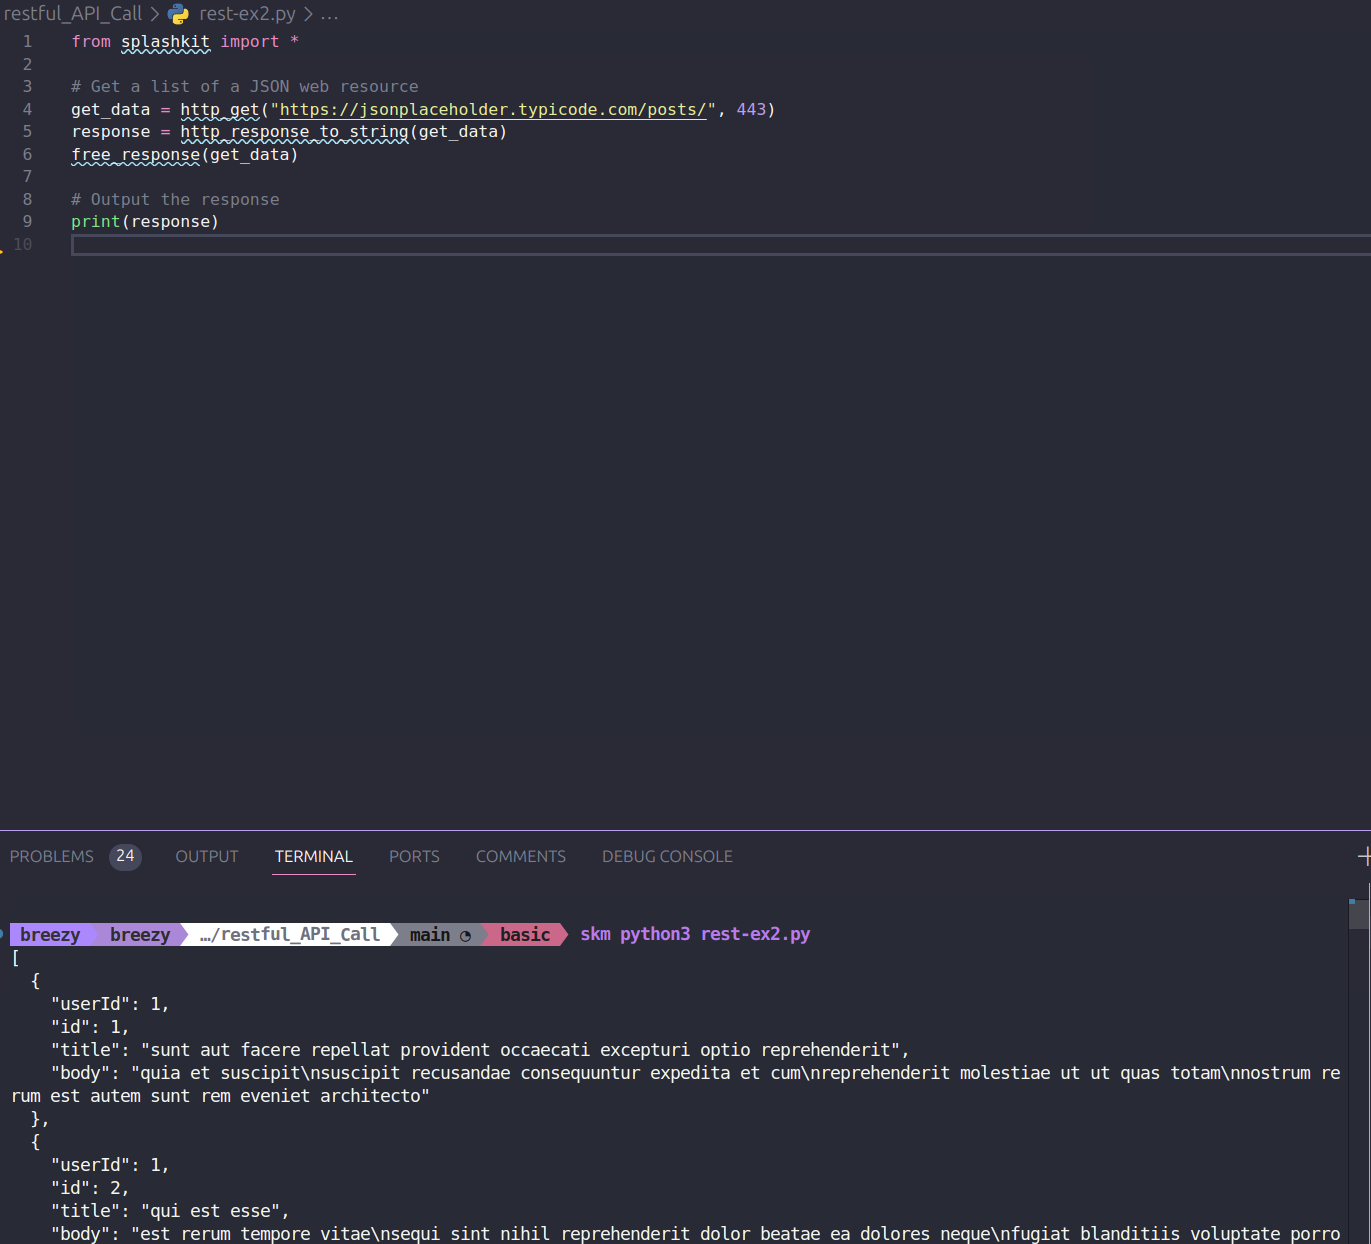 restful_API_Call > rest-ex2.py > ...
1 from splashkit import *
2
3 # Get a list of a JSON web resource
4 get_data = http_get("https://jsonplaceholder.typicode.com/posts/", 443)
5 response = http_response_to_string(get_data)
6 free_response(get_data)
7
8 # Output the response
9 print(response)
10
PROBLEMS 24 OUTPUT TERMINAL PORTS COMMENTS DEBUG CONSOLE
breezy breezy …/restful_API_Call main basic skm python3 rest-ex2.py
[
  {
    "userId": 1,
    "id": 1,
    "title": "sunt aut facere repellat provident occaecati excepturi optio reprehenderit",
    "body": "quia et suscipit\nsuscipit recusandae consequuntur expedita et cum\nreprehenderit molestiae ut ut quas totam\nnostrum re
rum est autem sunt rem eveniet architecto"
  },
  {
    "userId": 1,
    "id": 2,
    "title": "qui est esse",
    "body": "est rerum tempore vitae\nsequi sint nihil reprehenderit dolor beatae ea dolores neque\nfugiat blanditiis voluptate porro